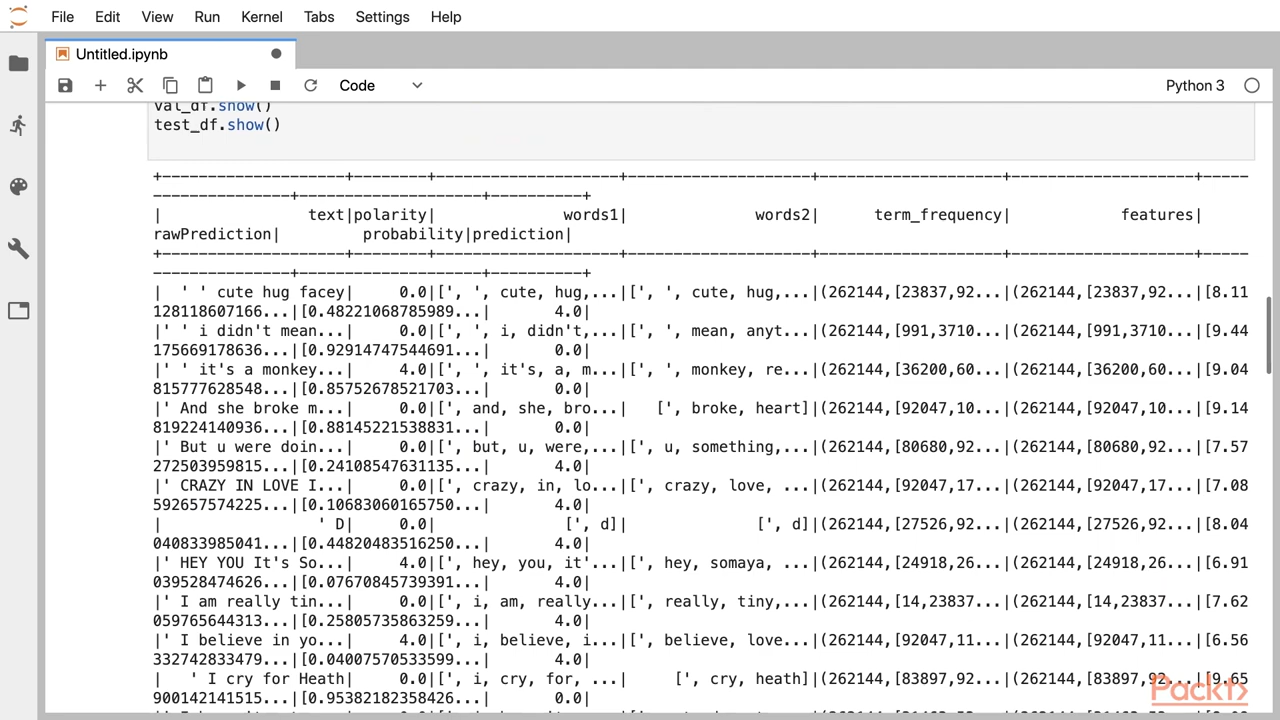 File Edit View Run Kernel Tabs Settings Help
Untitled.ipynb
Code Python 3
val_df.show()
test_df.show()
+--------------------+--------+--------------------+--------------------+--------------------+--------------------+-----
---------------+--------------------+----------+
| text|polarity| words1| words2| term_frequency| features|
rawPrediction| probability|prediction|
+--------------------+--------+--------------------+--------------------+--------------------+--------------------+-----
---------------+--------------------+----------+
| ' ' cute hug facey| 0.0|[', ', cute, hug,...|[', ', cute, hug,...|(262144,[23837,92...|(262144,[23837,92...|[8.11
128118607166...|[0.48221068785989...| 4.0|
|' ' i didn't mean...| 0.0|[', ', i, didn't,...|[', ', mean, anyt...|(262144,[991,3710...|(262144,[991,3710...|[9.44
175669178636...|[0.92914747544691...| 0.0|
|' ' it's a monkey...| 4.0|[', ', it's, a, m...|[', ', monkey, re...|(262144,[36200,60...|(262144,[36200,60...|[9.04
815777628548...|[0.85752678521703...| 0.0|
|' And she broke m...| 0.0|[', and, she, bro...| [', broke, heart]|(262144,[92047,10...|(262144,[92047,10...|[9.14
819224140936...|[0.88145221538831...| 0.0|
|' But u were doin...| 0.0|[', but, u, were,...|[', u, something,...|(262144,[80680,92...|(262144,[80680,92...|[7.57
272503959815...|[0.24108547631135...| 4.0|
|' CRAZY IN LOVE I...| 0.0|[', crazy, in, lo...|[', crazy, love, ...|(262144,[92047,17...|(262144,[92047,17...|[7.08
592657574225...|[0.10683060165750...| 4.0|
| ' D| 0.0| [', d]| [', d]|(262144,[27526,92...|(262144,[27526,92...|[8.04
040833985041...|[0.44820483516250...| 4.0|
|' HEY YOU It's So...| 4.0|[', hey, you, it'...|[', hey, somaya, ...|(262144,[24918,26...|(262144,[24918,26...|[6.91
039528474626...|[0.07670845739391...| 4.0|
|' I am really tin...| 0.0|[', i, am, really...|[', really, tiny,...|(262144,[14,23837...|(262144,[14,23837...|[7.62
059765644313...|[0.25805735863259...| 4.0|
|' I believe in yo...| 4.0|[', i, believe, i...|[', believe, love...|(262144,[92047,11...|(262144,[92047,11...|[6.56
332742833479...|[0.04007570533599...| 4.0|
| ' I cry for Heath| 0.0|[', i, cry, for, ...| [', cry, heath]|(262144,[83897,92...|(262144,[83897,92...|[9.65
900142141515...|[0.95382182358426...| 0.0|
Packt>